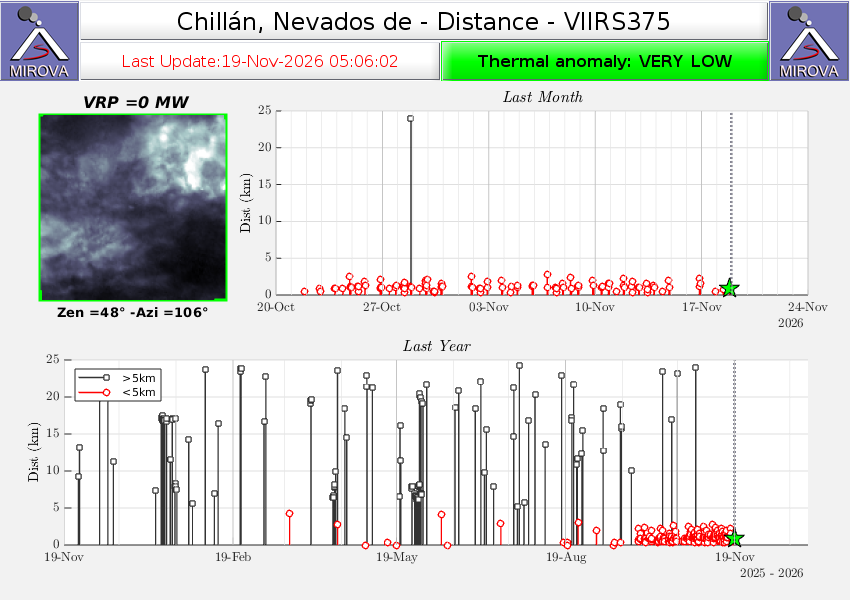 Chillán, Nevados de - Distance - VIIRS375
MIROVA
MIROVA
Last Update:19-Nov-2026 05:06:02
Thermal anomaly: VERY LOW
VRP =0 MW
Zen =48° -Azi =106°
Last Month
Dist (km)
25
20
15
10
5
0
20-Oct
27-Oct
03-Nov
10-Nov
17-Nov
24-Nov
2026
Last Year
Dist (km)
25
20
15
10
5
0
>5km
<5km
19-Nov
19-Feb
19-May
19-Aug
19-Nov
2025 - 2026